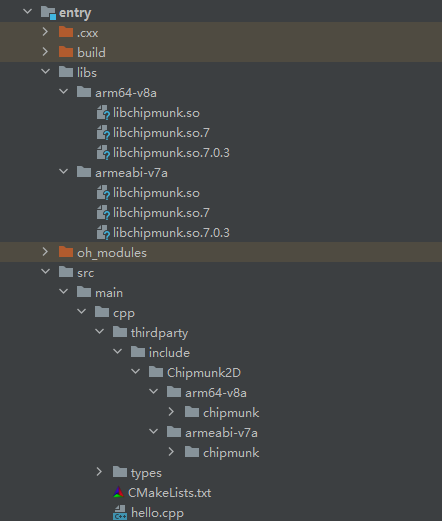 entry
.cxx
build
libs
arm64-v8a
libchipmunk.so
libchipmunk.so.7
libchipmunk.so.7.0.3
armeabi-v7a
libchipmunk.so
libchipmunk.so.7
libchipmunk.so.7.0.3
oh_modules
src
main
cpp
thirdparty
include
Chipmunk2D
arm64-v8a
chipmunk
armeabi-v7a
chipmunk
types
CMakeLists.txt
hello.cpp